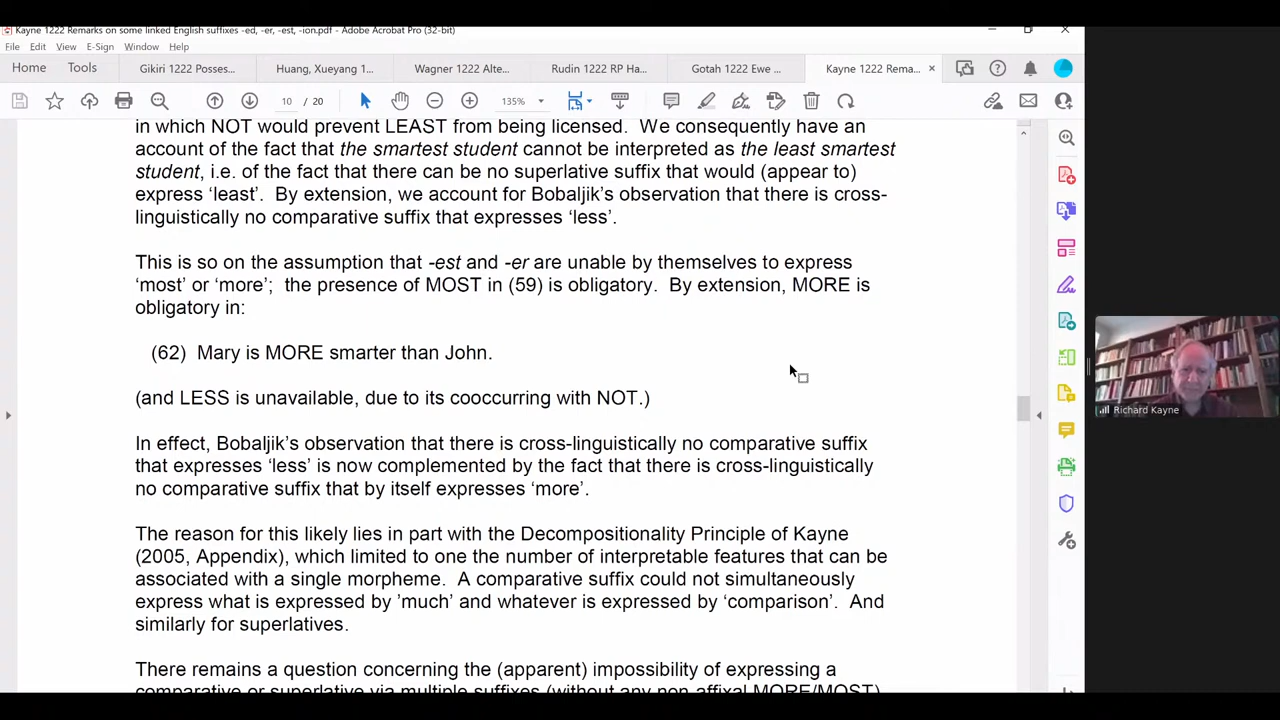 Kayne 1222 Remarks on some linked English suffixes -ed, -er, -est, -ion.pdf - Adobe Acrobat Pro (32-bit)
File Edit View E-Sign Window Help
Home Tools Gikiri 1222 Posses... Huang, Xueyang 1... Wagner 1222 Alte... Rudin 1222 RP Ha... Gotah 1222 Ewe ... Kayne 1222 Rema... ×
10 / 20 135%
in which NOT would prevent LEAST from being licensed. We consequently have an
account of the fact that the smartest student cannot be interpreted as the least smartest
student, i.e. of the fact that there can be no superlative suffix that would (appear to)
express ‘least’. By extension, we account for Bobaljik’s observation that there is cross-
linguistically no comparative suffix that expresses ‘less’.
This is so on the assumption that -est and -er are unable by themselves to express
‘most’ or ‘more’; the presence of MOST in (59) is obligatory. By extension, MORE is
obligatory in:
(62) Mary is MORE smarter than John.
(and LESS is unavailable, due to its cooccurring with NOT.)
In effect, Bobaljik’s observation that there is cross-linguistically no comparative suffix
that expresses ‘less’ is now complemented by the fact that there is cross-linguistically
no comparative suffix that by itself expresses ‘more’.
The reason for this likely lies in part with the Decompositionality Principle of Kayne
(2005, Appendix), which limited to one the number of interpretable features that can be
associated with a single morpheme. A comparative suffix could not simultaneously
express what is expressed by ’much’ and whatever is expressed by ‘comparison’. And
similarly for superlatives.
There remains a question concerning the (apparent) impossibility of expressing a
comparative or superlative via multiple suffixes (without any non-affixal MORE/MOST)
Richard Kayne